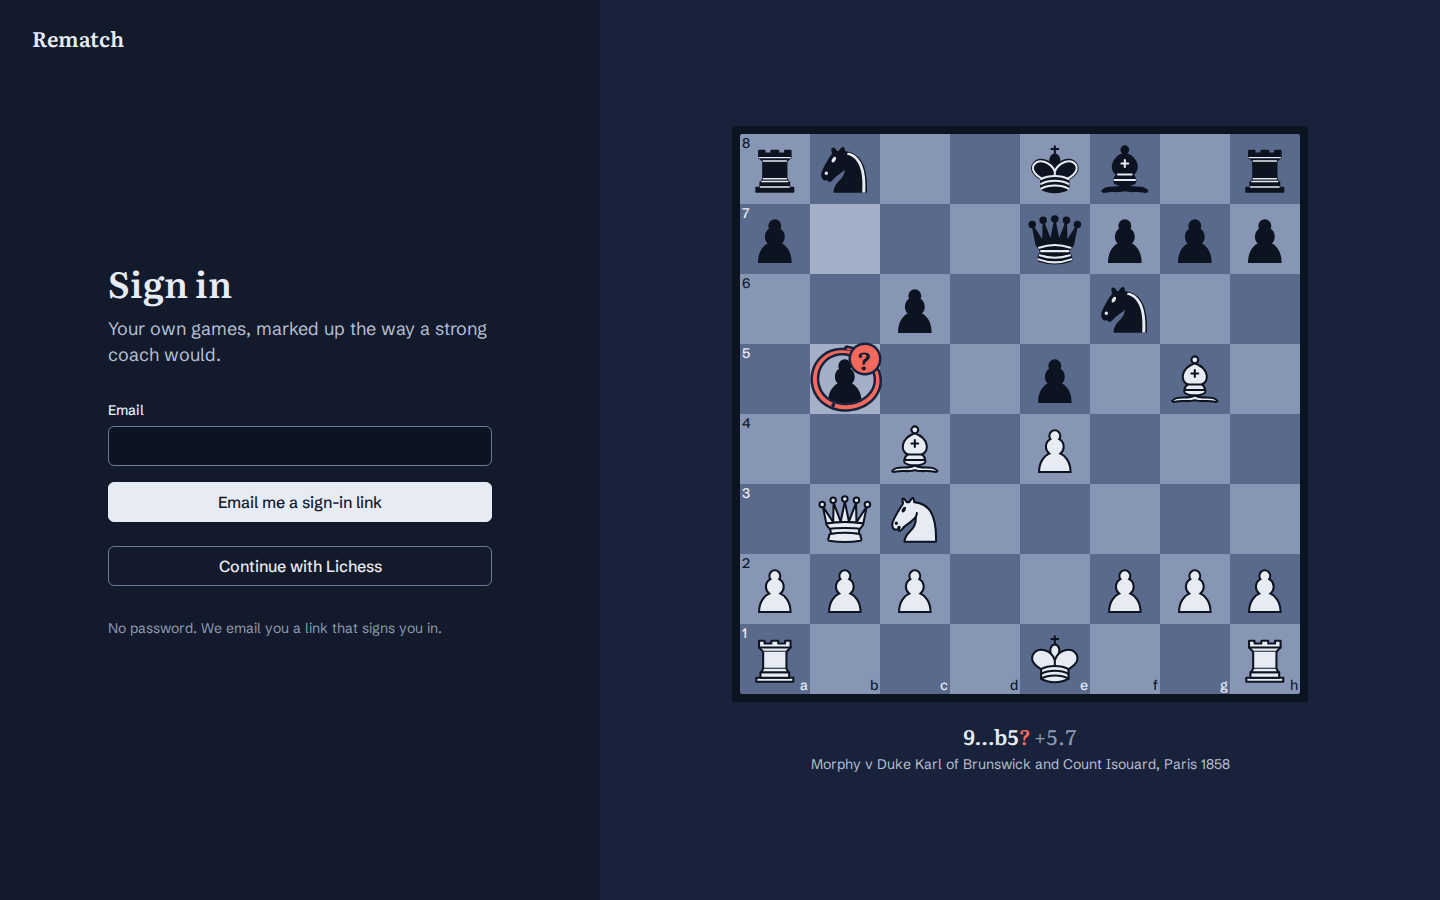 Rematch
Sign in
Your own games, marked up the way a strong
coach would.
Email
Email me a sign-in link
Continue with Lichess
No password. We email you a link that signs you in.
8
7
6
5
?
4
3
2
1
a b c d e f g h
9…b5? +5.7
Morphy v Duke Karl of Brunswick and Count Isouard, Paris 1858